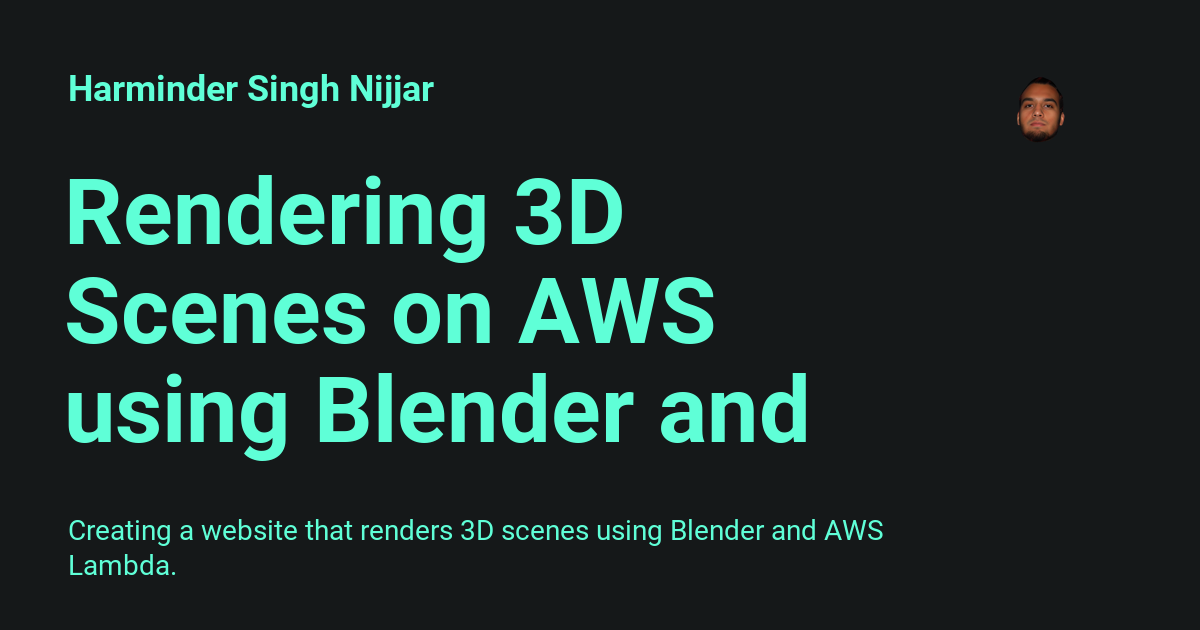 Harminder Singh Nijjar
Rendering 3D
Scenes on AWS
using Blender and
Creating a website that renders 3D scenes using Blender and AWS
Lambda.